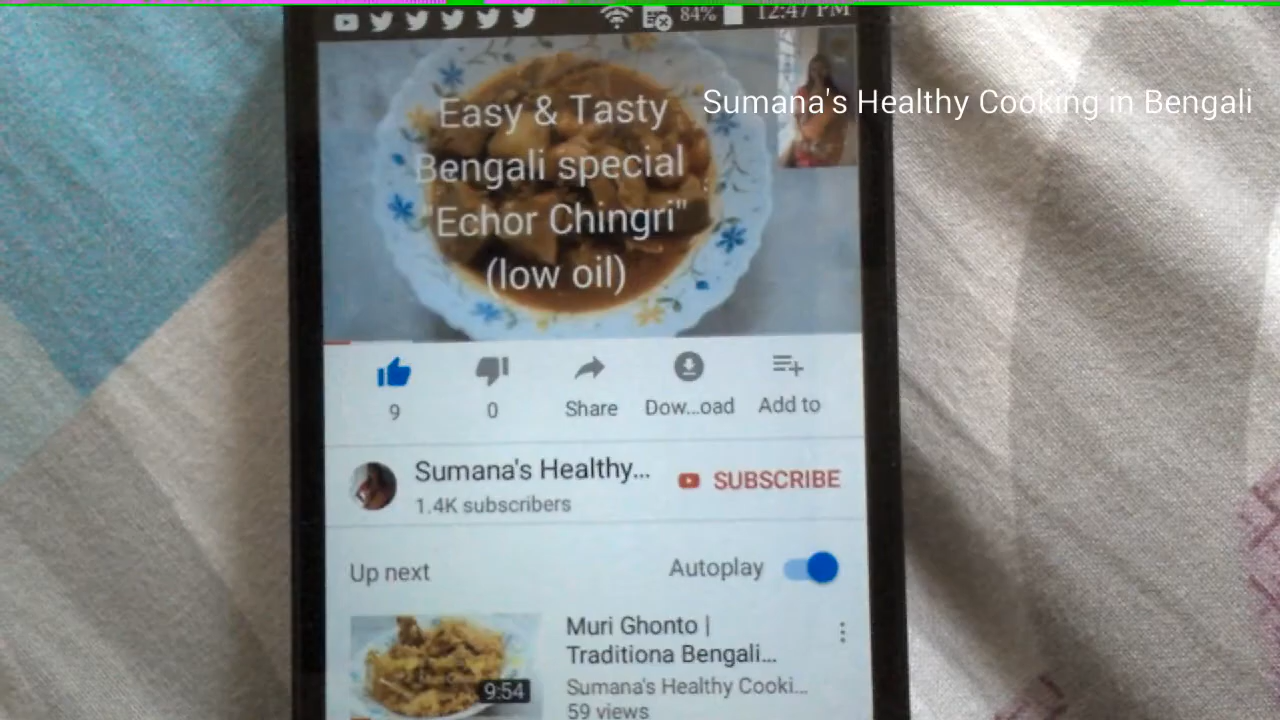 84% 12:47 PM
Sumana's Healthy Cooking in Bengali
Easy & Tasty
Bengali special
"Echor Chingri"
(low oil)
9
0
Share
Dow...oad
Add to
Sumana's Healthy...
1.4K subscribers
SUBSCRIBE
Up next
Autoplay
Muri Ghonto |
Traditiona Bengali...
9:54
Sumana's Healthy Cooki...
59 views